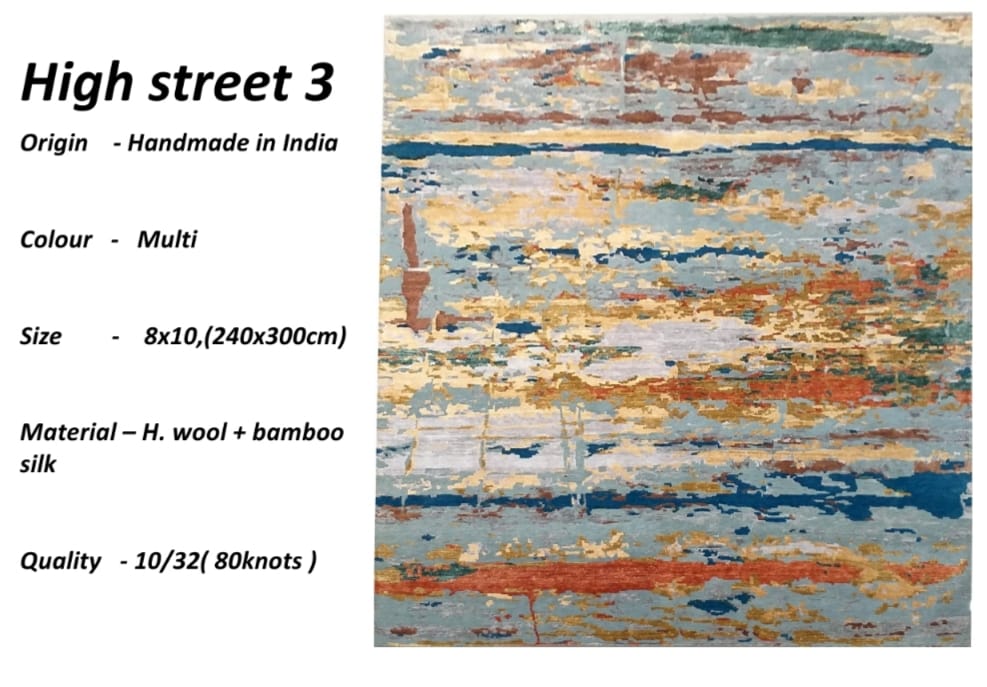 High street 3
Origin - Handmade in India
Colour - Multi
Size - 8x10,(240x300cm)
Material – H. wool + bamboo
silk
Quality - 10/32( 80knots )